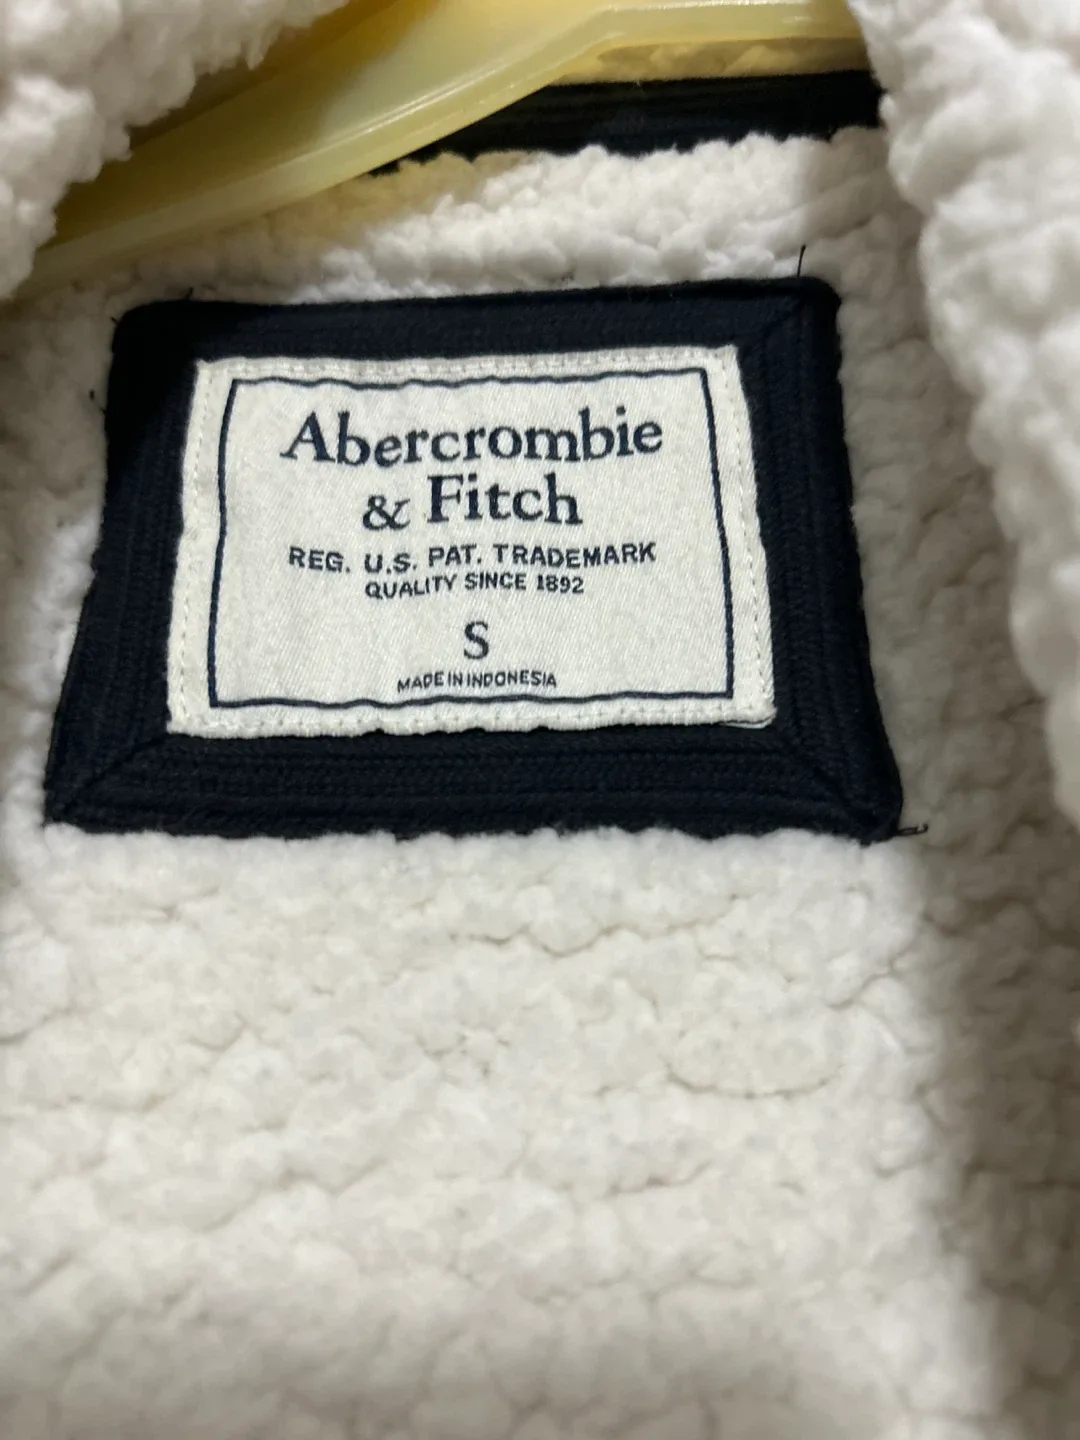 Abercrombie
& Fitch
REG. U.S. PAT. TRADEMARK
QUALITY SINCE 1892
S
MADE IN INDONESIA